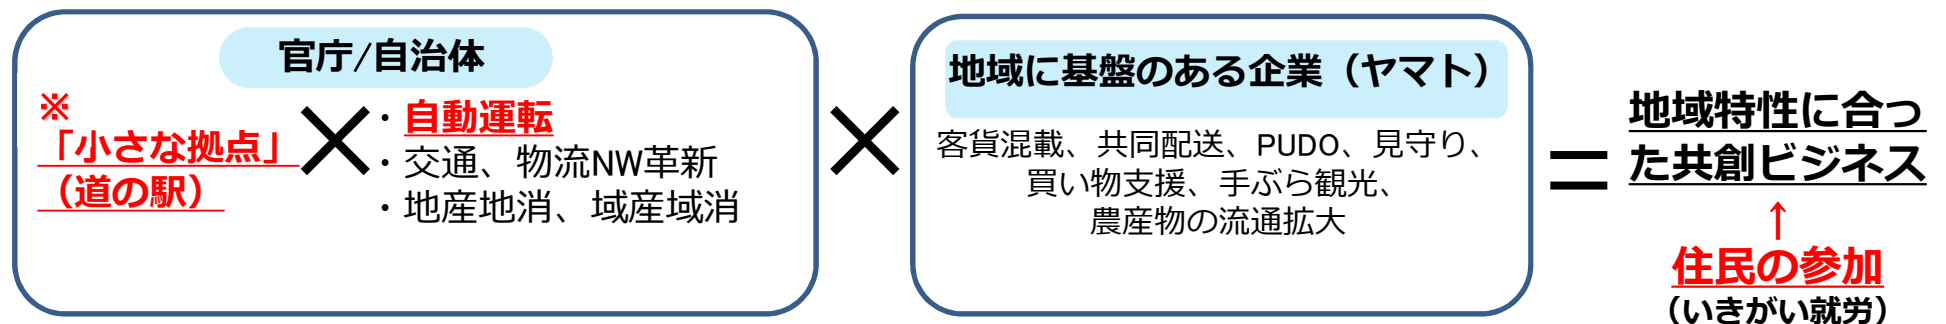 官庁/自治体
※
「小さな拠点」
（道の駅）
×
・自動運転
・交通、物流NW革新
・地産地消、域産域消
×
地域に基盤のある企業（ヤマト）
客貨混載、共同配送、PUDO、見守り、
買い物支援、手ぶら観光、
農産物の流通拡大
＝
地域特性に合っ
た共創ビジネス
↑
住民の参加
（いきがい就労）